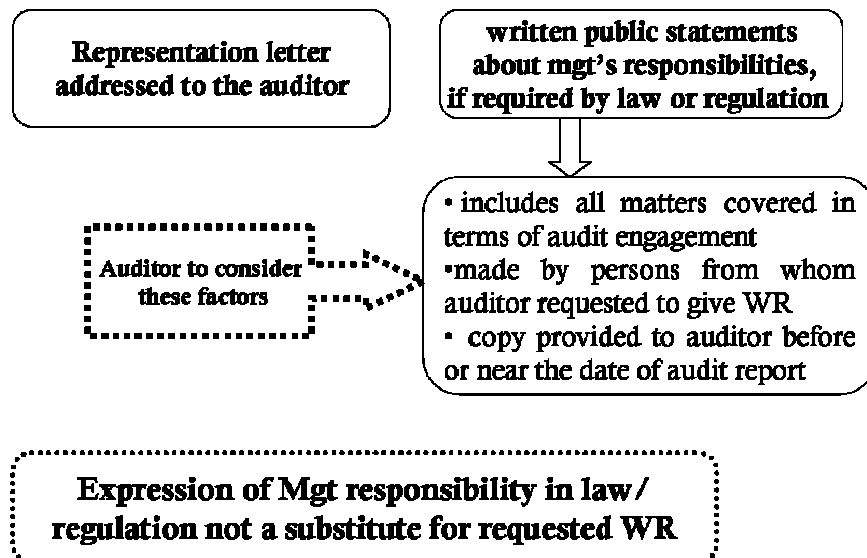 Representation letter
addressed to the auditor
written public statements
about mgt's responsibilities,
if required by law or regulation
Auditor to consider
these factors
• includes all matters covered in
terms of audit engagement
•made by persons from whom
auditor requested to give WR
• copy provided to auditor before
or near the date of audit report
Expression of Mgt responsibility in law/
regulation not a substitute for requested WR